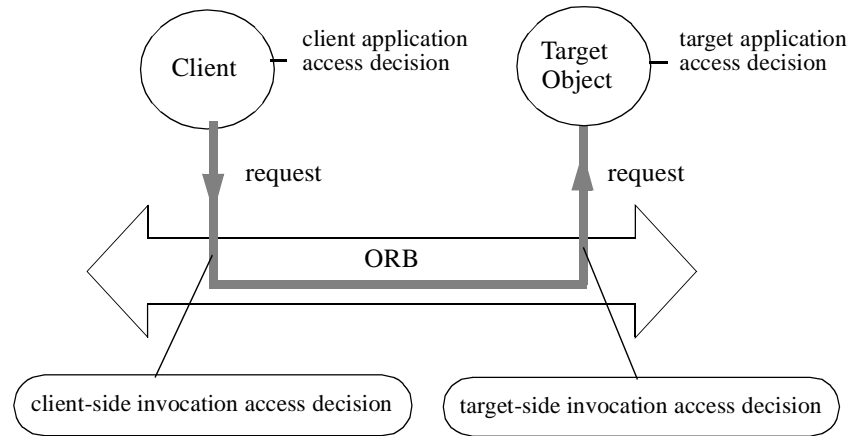 client application
access decision
Client
Target
Object
target application
access decision
request
request
ORB
client-side invocation access decision
target-side invocation access decision